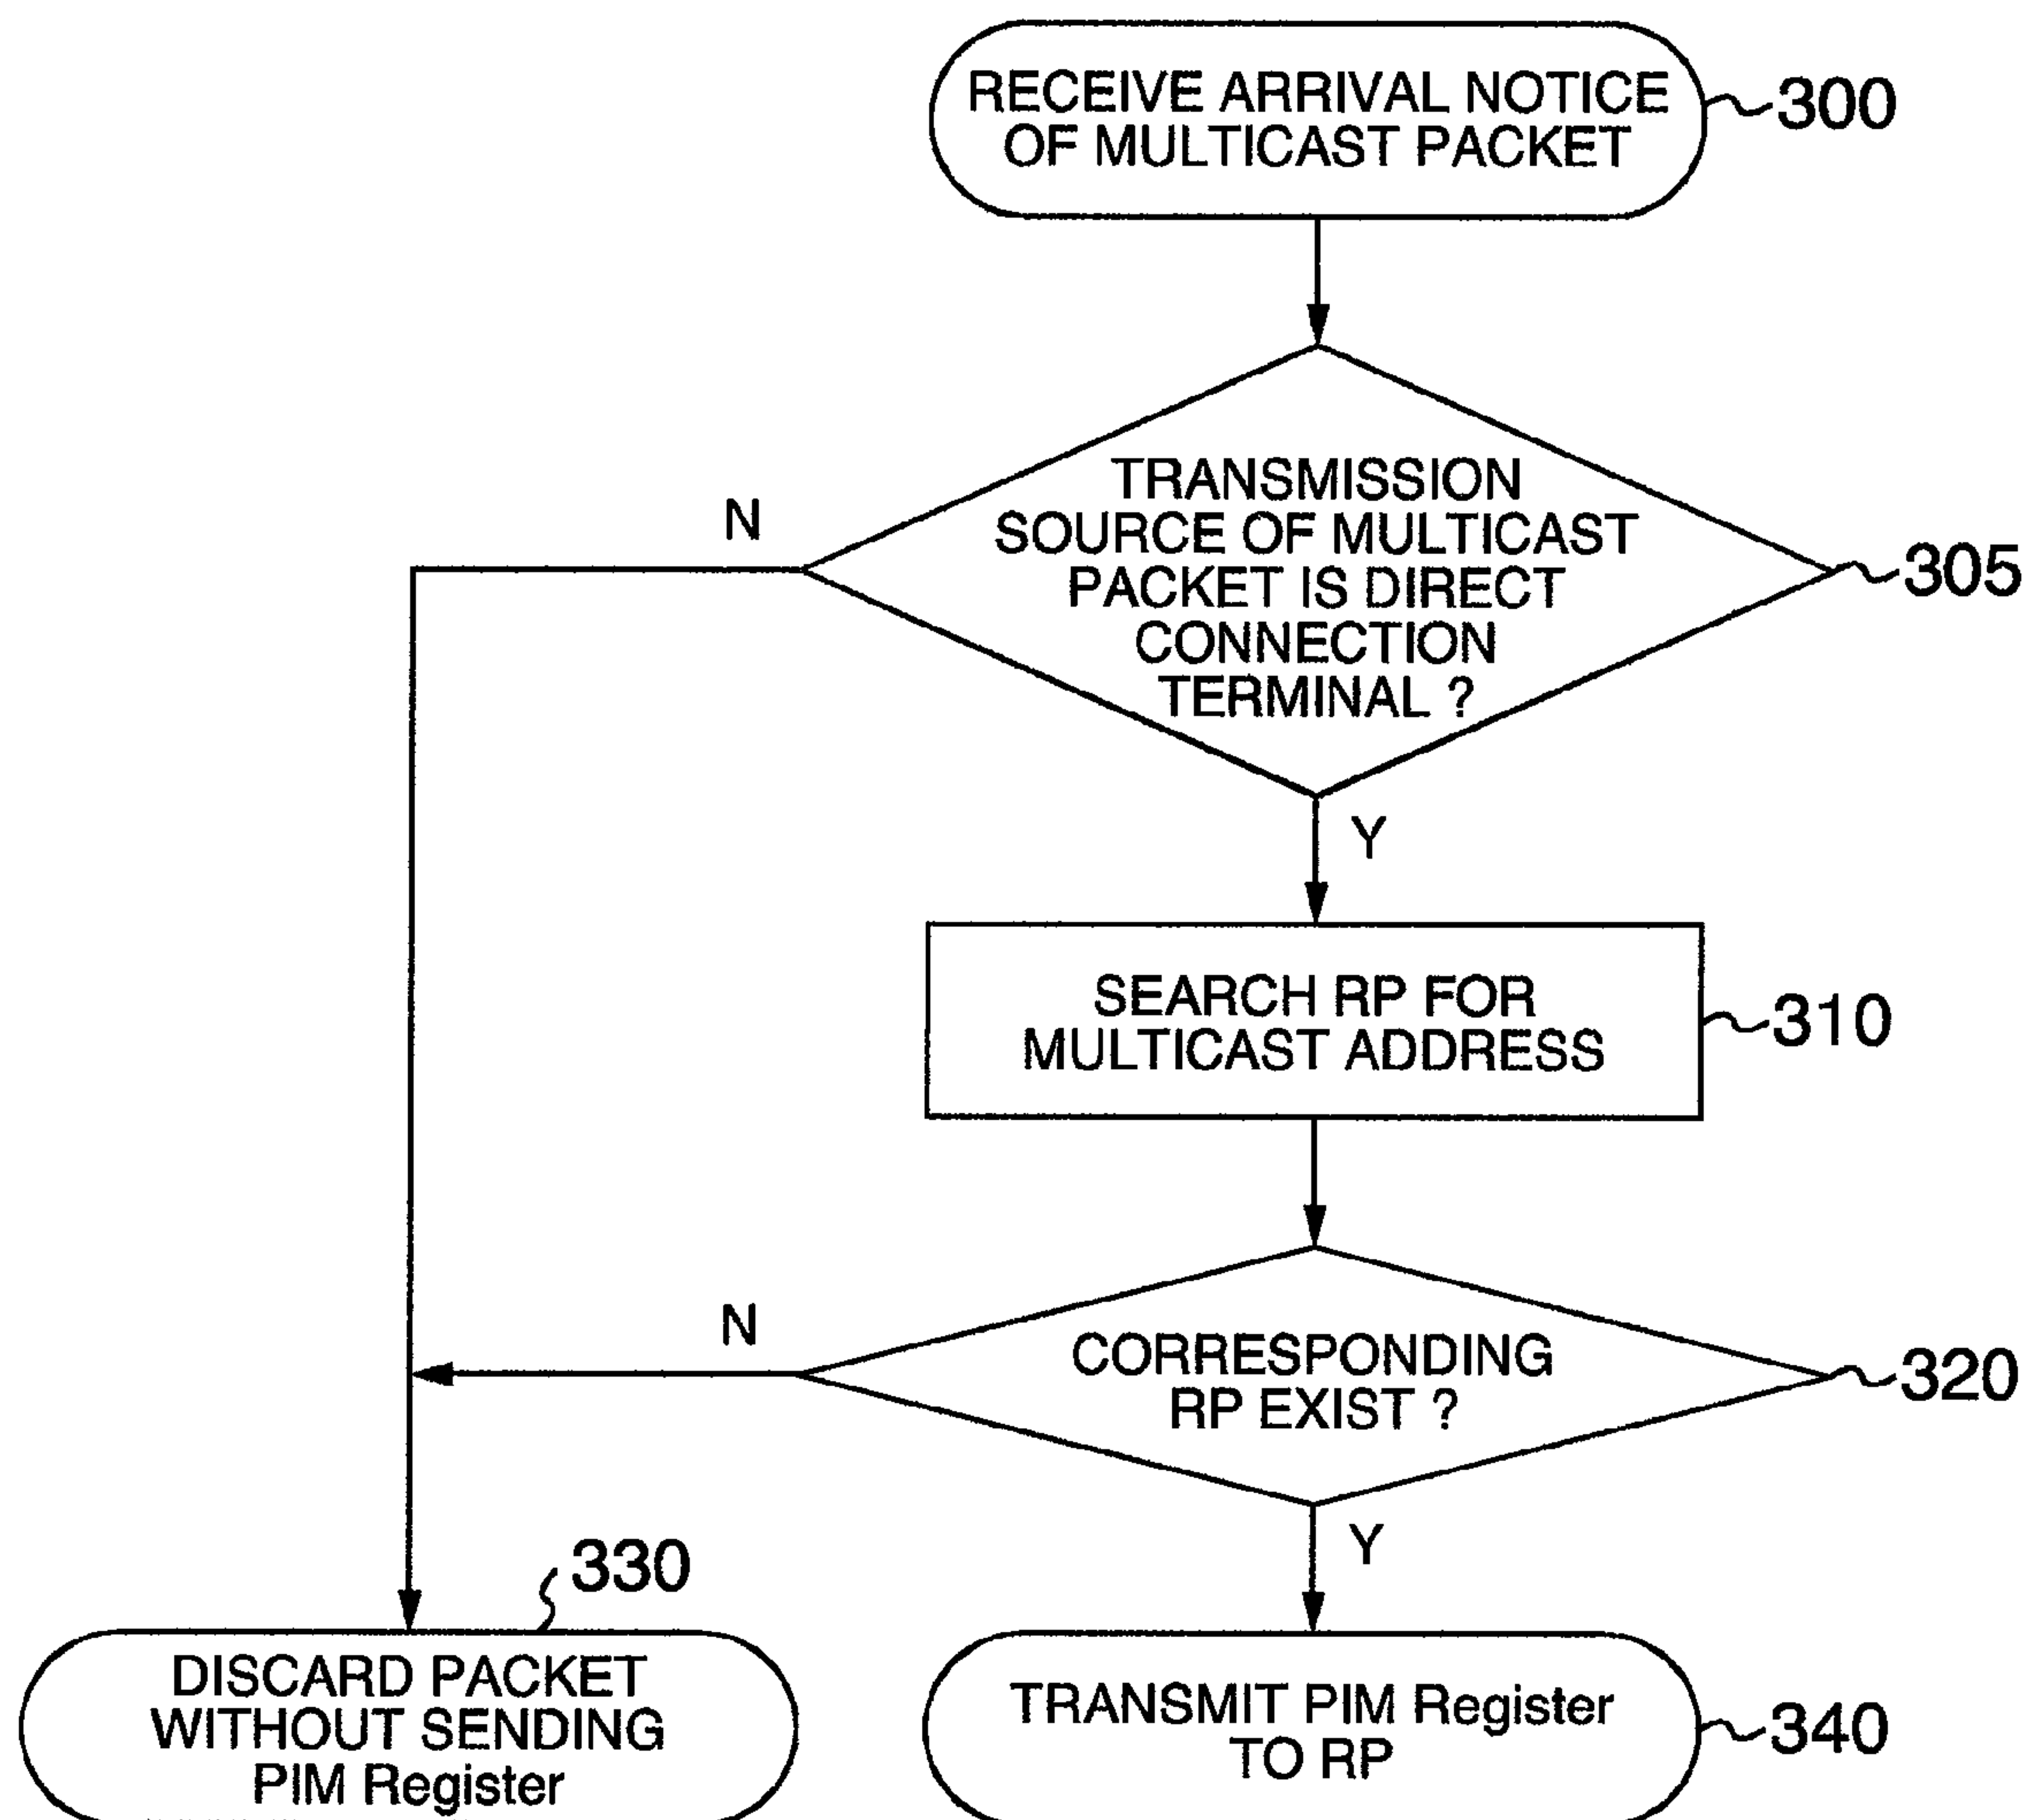 RECEIVE ARRIVAL NOTICE
OF MULTICAST PACKET
300
TRANSMISSION
SOURCE OF MULTICAST
PACKET IS DIRECT
CONNECTION
TERMINAL ?
305
N
Y
SEARCH RP FOR
MULTICAST ADDRESS
310
CORRESPONDING
RP EXIST ?
320
N
Y
330
DISCARD PACKET
WITHOUT SENDING
PIM Register
TRANSMIT PIM Register
TO RP
340